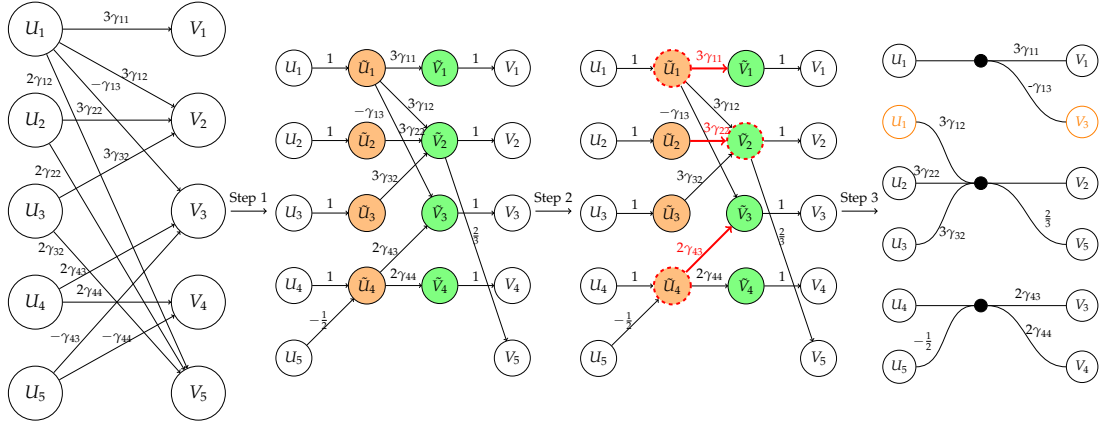 U₁ 3γ₁₁ V₁
3γ₁₂
2γ₁₂ −γ₁₃
U₂ 3γ₂₂ V₂
3γ₃₂
2γ₂₂
U₃ V₃
2γ₃₂
2γ₄₃
U₄ 2γ₄₄ V₄
−γ₄₃ −γ₄₄
U₅ V₅
Step 1
U₁ 1 Ũ₁ 3γ₁₁ Ṽ₁ 1 V₁
−γ₁₃ 3γ₁₂
U₂ 1 Ũ₂ 3γ₂₂ Ṽ₂ 1 V₂
3γ₃₂
U₃ 1 Ũ₃ Ṽ₃ 1 V₃
2γ₄₃ 2/3
U₄ 1 Ũ₄ 2γ₄₄ Ṽ₄ 1 V₄
−1/2
U₅ V₅
Step 2
U₁ 1 Ũ₁ 3γ₁₁ Ṽ₁ 1 V₁
−γ₁₃ 3γ₁₂
U₂ 1 Ũ₂ 3γ₂₂ Ṽ₂ 1 V₂
3γ₃₂
U₃ 1 Ũ₃ Ṽ₃ 1 V₃
2γ₄₃ 2/3
U₄ 1 Ũ₄ 2γ₄₄ Ṽ₄ 1 V₄
−1/2
U₅ V₅
Step 3
U₁ 3γ₁₁ V₁
-γ₁₃
U₁ 3γ₁₂ V₃
U₂ 3γ₂₂ V₂
2/3
U₃ 3γ₃₂ V₅
U₄ 2γ₄₃ V₃
−1/2 2γ₄₄
U₅ V₄